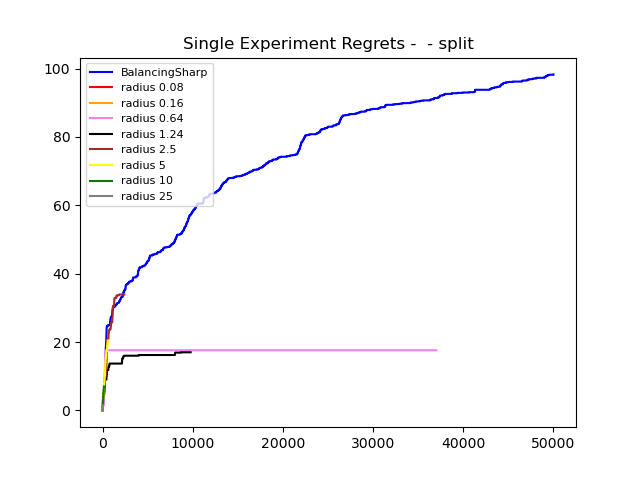 Single Experiment Regrets -  - split
100
80
60
40
20
0
BalancingSharp
radius 0.08
radius 0.16
radius 0.64
radius 1.24
radius 2.5
radius 5
radius 10
radius 25
0 10000 20000 30000 40000 50000